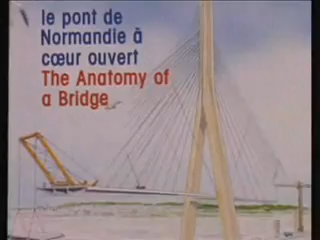 le pont de
Normandie à
cœur ouvert
The Anatomy of
a Bridge